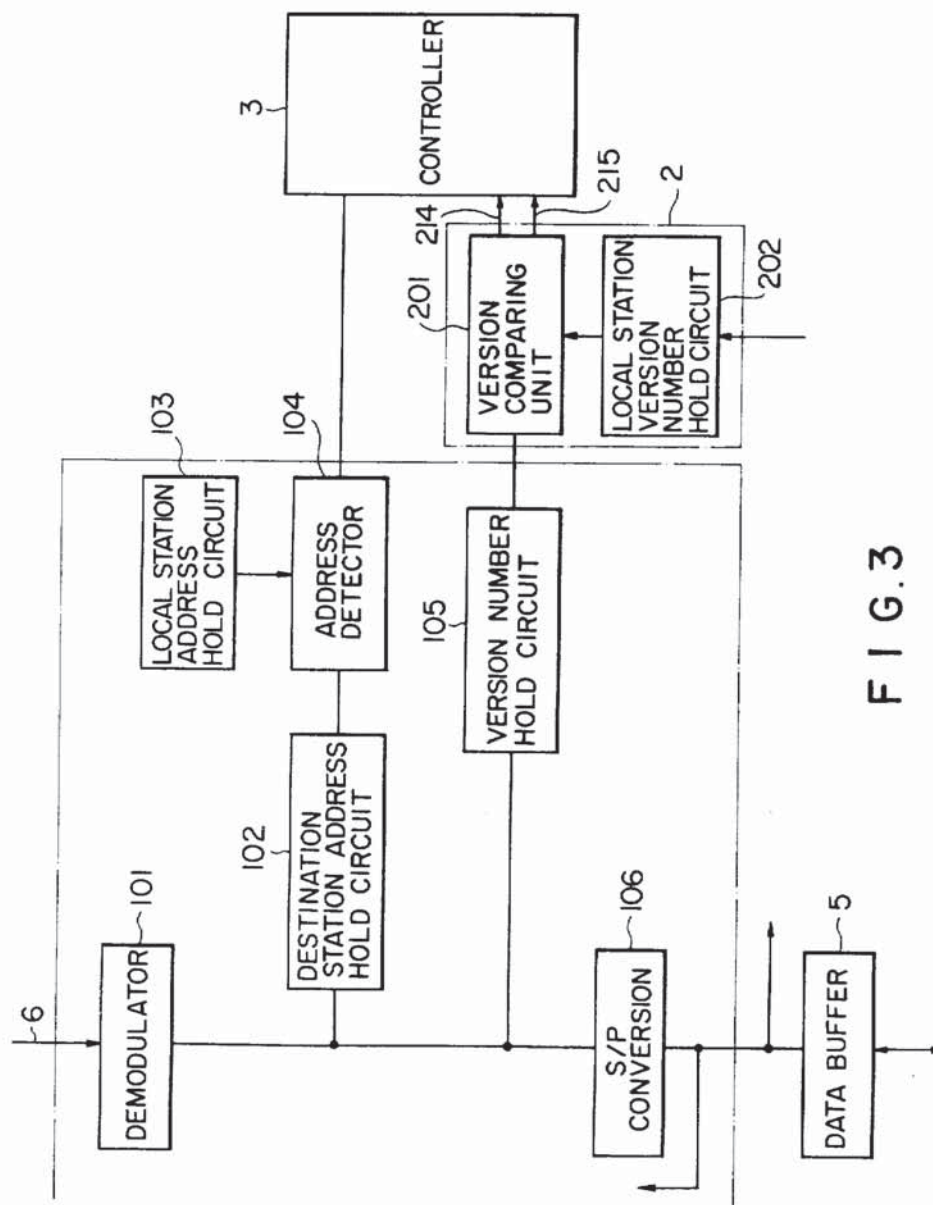 6
DEMODULATOR
101
DESTINATION
STATION ADDRESS
HOLD CIRCUIT
102
LOCAL STATION
ADDRESS
HOLD CIRCUIT
103
ADDRESS
DETECTOR
104
CONTROLLER
3
VERSION NUMBER
HOLD CIRCUIT
105
VERSION
COMPARING
UNIT
201
214
215
2
LOCAL STATION
VERSION
NUMBER
HOLD CIRCUIT
202
S/P
CONVERSION
106
DATA BUFFER
5
FIG.3